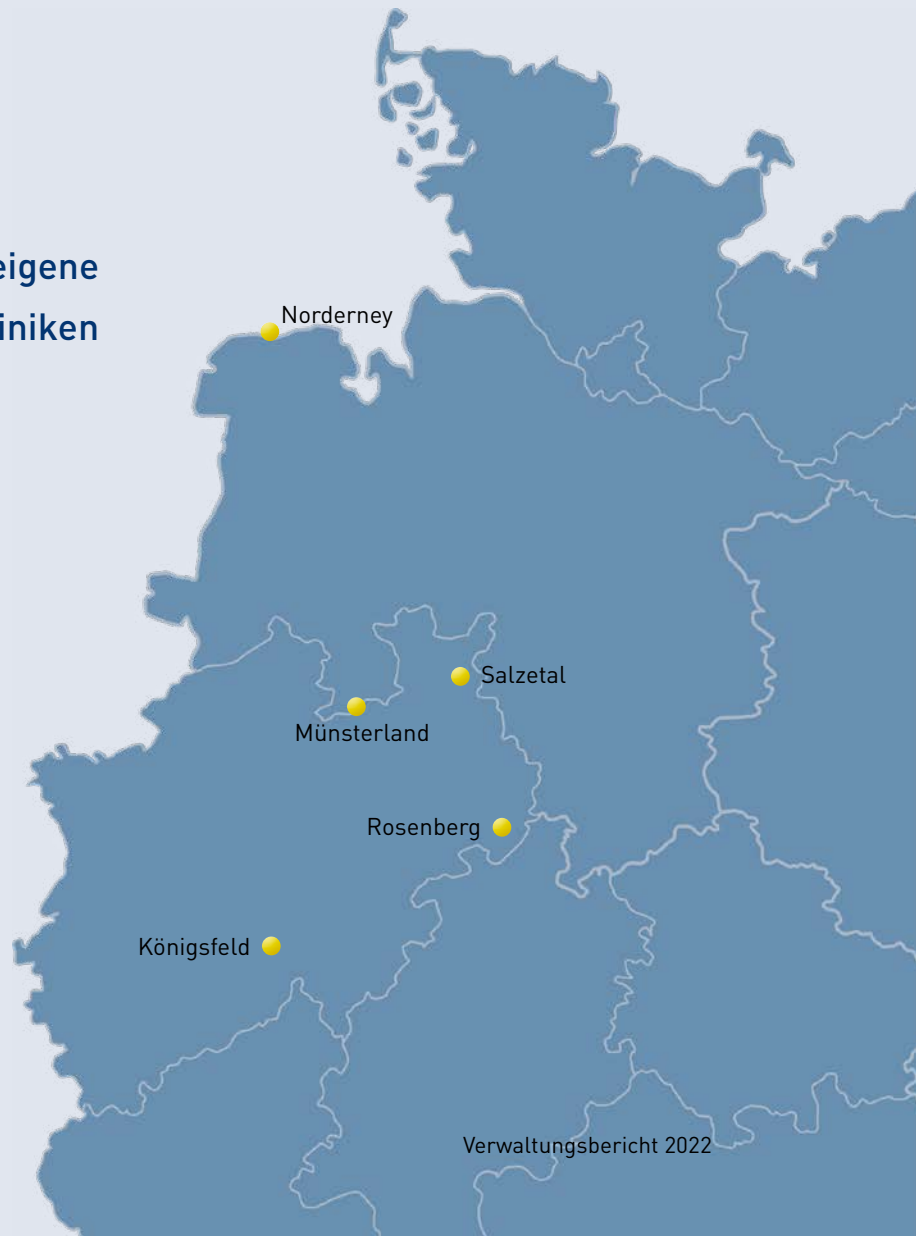 eigene
iniken
Norderney
Salzetal
Münsterland
Rosenberg
Königsfeld
Verwaltungsbericht 2022